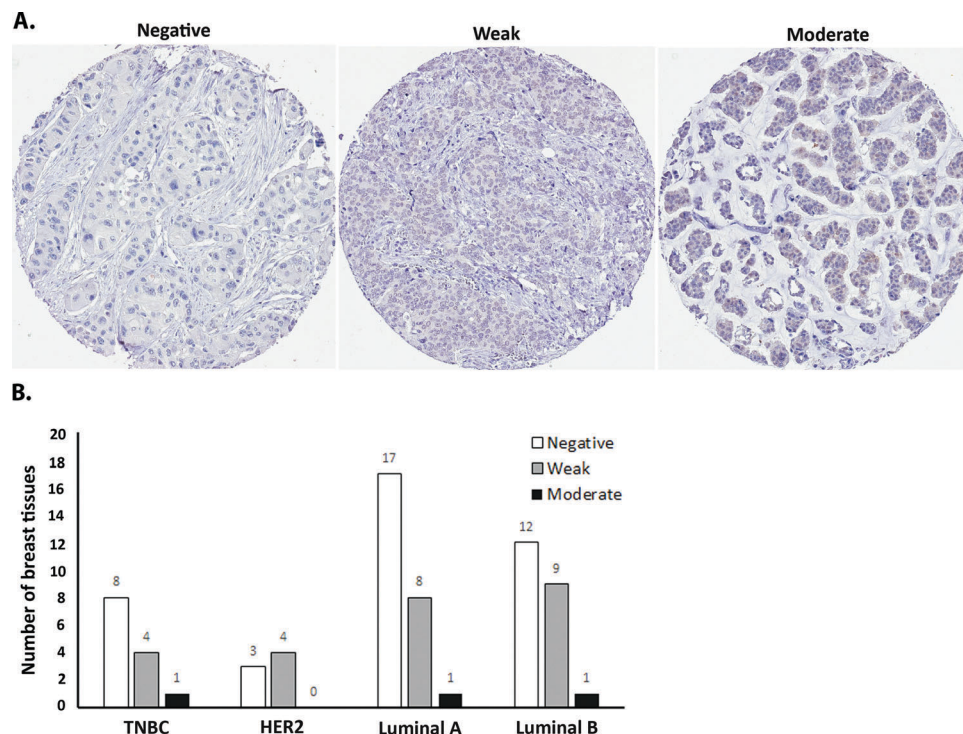 A.
Negative
Weak
Moderate
B.
Number of breast tissues
20
18
16
14
12
10
8
6
4
2
0
8
4
1
3
4
0
17
8
1
12
9
1
Negative
Weak
Moderate
TNBC
HER2
Luminal A
Luminal B